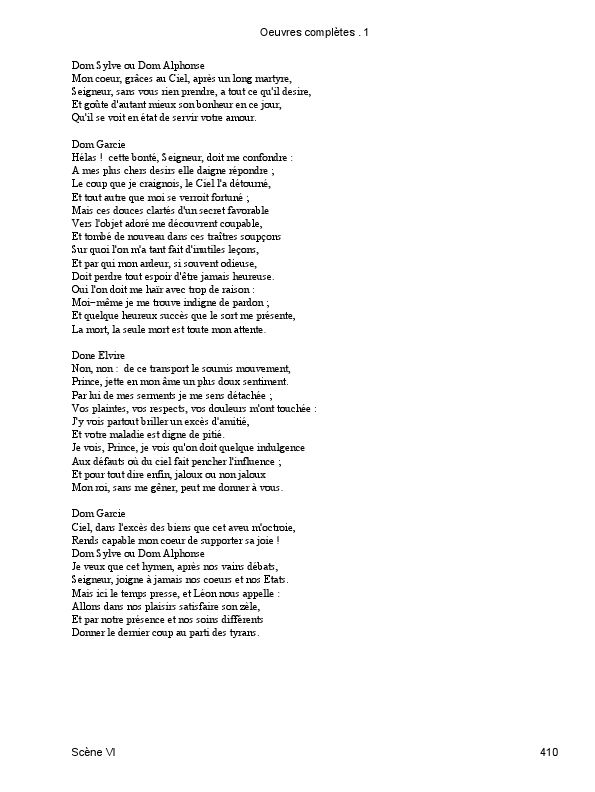 Oeuvres complètes . 1
Dom Sylve ou Dom Alphonse
Mon coeur, grâces au Ciel, après un long martyre,
Seigneur, sans vous rien prendre, a tout ce qu'il desire,
Et goûte d'autant mieux son bonheur en ce jour,
Qu'il se voit en état de servir votre amour.
Dom Garcie
Hélas ! cette bonté, Seigneur, doit me confondre :
A mes plus chers desirs elle daigne répondre ;
Le coup que je craignois, le Ciel l'a détourné,
Et tout autre que moi se verroit fortuné ;
Mais ces douces clartés d'un secret favorable
Vers l'objet adoré me découvrent coupable,
Et tombé de nouveau dans ces traîtres soupçons
Sur quoi l'on m'a tant fait d'inutiles leçons,
Et par qui mon ardeur, si souvent odieuse,
Doit perdre tout espoir d'être jamais heureuse.
Oui l'on doit me haïr avec trop de raison :
Moi−même je me trouve indigne de pardon ;
Et quelque heureux succès que le sort me présente,
La mort, la seule mort est toute mon attente.
Done Elvire
Non, non : de ce transport le soumis mouvement,
Prince, jette en mon âme un plus doux sentiment.
Par lui de mes serments je me sens détachée ;
Vos plaintes, vos respects, vos douleurs m'ont touchée :
J'y vois partout briller un excès d'amitié,
Et votre maladie est digne de pitié.
Je vois, Prince, je vois qu'on doit quelque indulgence
Aux défauts où du ciel fait pencher l'influence ;
Et pour tout dire enfin, jaloux ou non jaloux
Mon roi, sans me gêner, peut me donner à vous.
Dom Garcie
Ciel, dans l'excès des biens que cet aveu m'octroie,
Rends capable mon coeur de supporter sa joie !
Dom Sylve ou Dom Alphonse
Je veux que cet hymen, après nos vains débats,
Seigneur, joigne à jamais nos coeurs et nos Etats.
Mais ici le temps presse, et Léon nous appelle :
Allons dans nos plaisirs satisfaire son zèle,
Et par notre présence et nos soins différents
Donner le dernier coup au parti des tyrans.
Scène VI 410